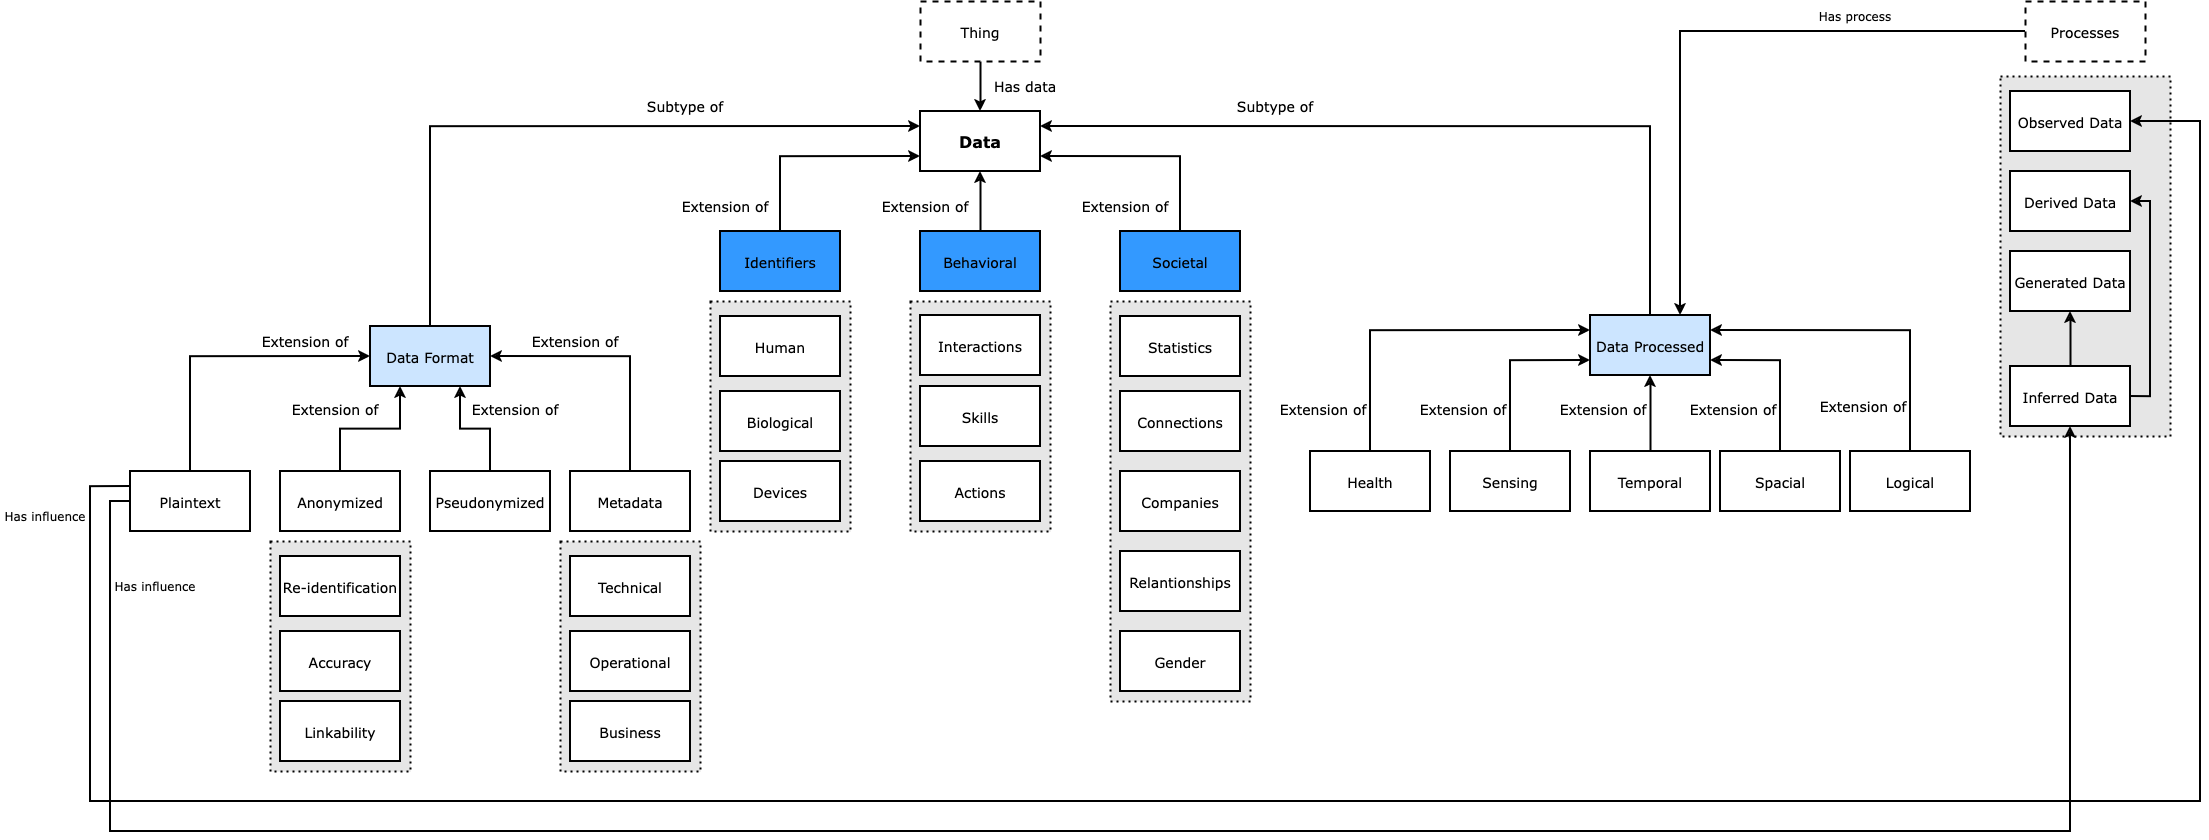 Thing
Has process
Processes
Has data
Subtype of
Subtype of
Data
Observed Data
Extension of
Extension of
Extension of
Derived Data
Identifiers
Behavioral
Societal
Generated Data
Extension of
Extension of
Data Format
Human
Interactions
Statistics
Data Processed
Inferred Data
Extension of
Extension of
Extension of
Extension of
Extension of
Extension of
Extension of
Biological
Skills
Connections
Has influence
Plaintext
Anonymized
Pseudonymized
Metadata
Devices
Actions
Companies
Health
Sensing
Temporal
Spacial
Logical
Has influence
Re-identification
Technical
Relantionships
Accuracy
Operational
Gender
Linkability
Business